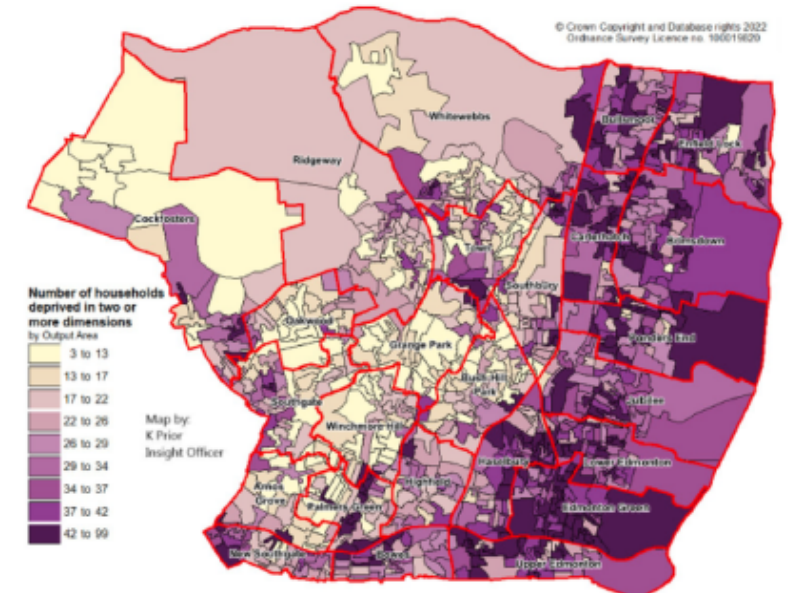 © Crown Copyright and Database rights 2022
Ordnance Survey Licence no. 100019820
Bullsmoor
Whitewebbs
Enfield Lock
Ridgeway
Cockfosters
Town
Carterhatch
Brimsdown
Southbury
Number of households
deprived in two or
more dimensions
by Output Area
3 to 13
13 to 17
17 to 22
22 to 26
26 to 29
29 to 34
34 to 37
37 to 42
42 to 99
Oakwood
Grange Park
Ponders End
Bush Hill
Park
Southgate
Jubilee
Map by:
K Prior
Insight Officer
Winchmore Hill
Haselbury
Lower Edmonton
Highfield
Arnos
Grove
Palmers Green
Edmonton Green
New Southgate
Bowes
Upper Edmonton